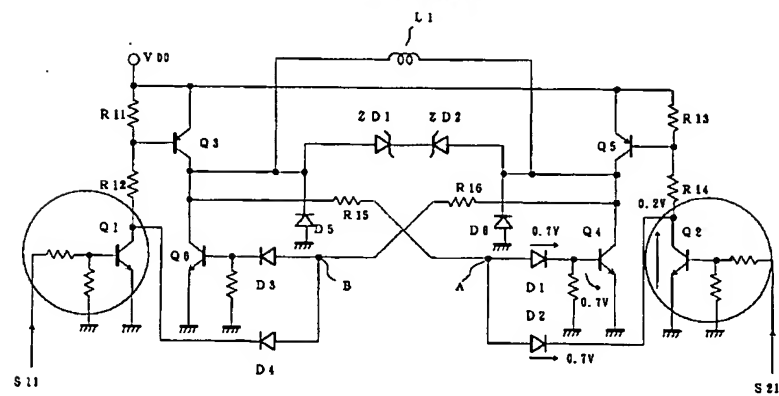 L1
VDD
R11
R13
Q3
ZD1
ZD2
Q5
R12
R16
R14
R15
0.2V
Q1
D5
D6
0.7V
Q4
Q2
Q6
D3
B
A
D1
0.7V
D2
D4
0.7V
S11
S21